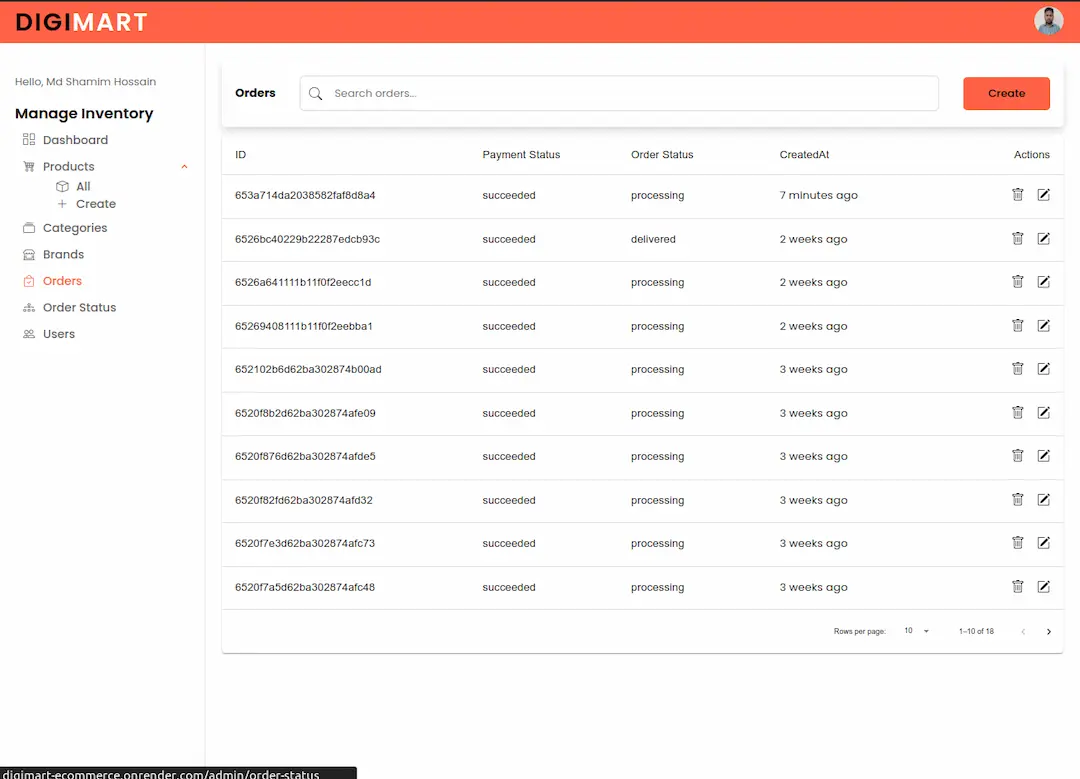 DIGIMART
Hello, Md Shamim Hossain
Manage Inventory
Dashboard
Products
All
Create
Categories
Brands
Orders
Order Status
Users
Orders Search orders... Create
ID Payment Status Order Status CreatedAt Actions
653a714da2038582faf8d8a4 succeeded processing 7 minutes ago
6526bc40229b22287edcb93c succeeded delivered 2 weeks ago
6526a641111b11f0f2eecc1d succeeded processing 2 weeks ago
65269408111b11f0f2eebba1 succeeded processing 2 weeks ago
652102b6d62ba302874b00ad succeeded processing 3 weeks ago
6520f8b2d62ba302874afe09 succeeded processing 3 weeks ago
6520f876d62ba302874afde5 succeeded processing 3 weeks ago
6520f82fd62ba302874afd32 succeeded processing 3 weeks ago
6520f7e3d62ba302874afc73 succeeded processing 3 weeks ago
6520f7a5d62ba302874afc48 succeeded processing 3 weeks ago
Rows per page: 10 1–10 of 18
digimart-ecommerce.onrender.com/admin/order-status